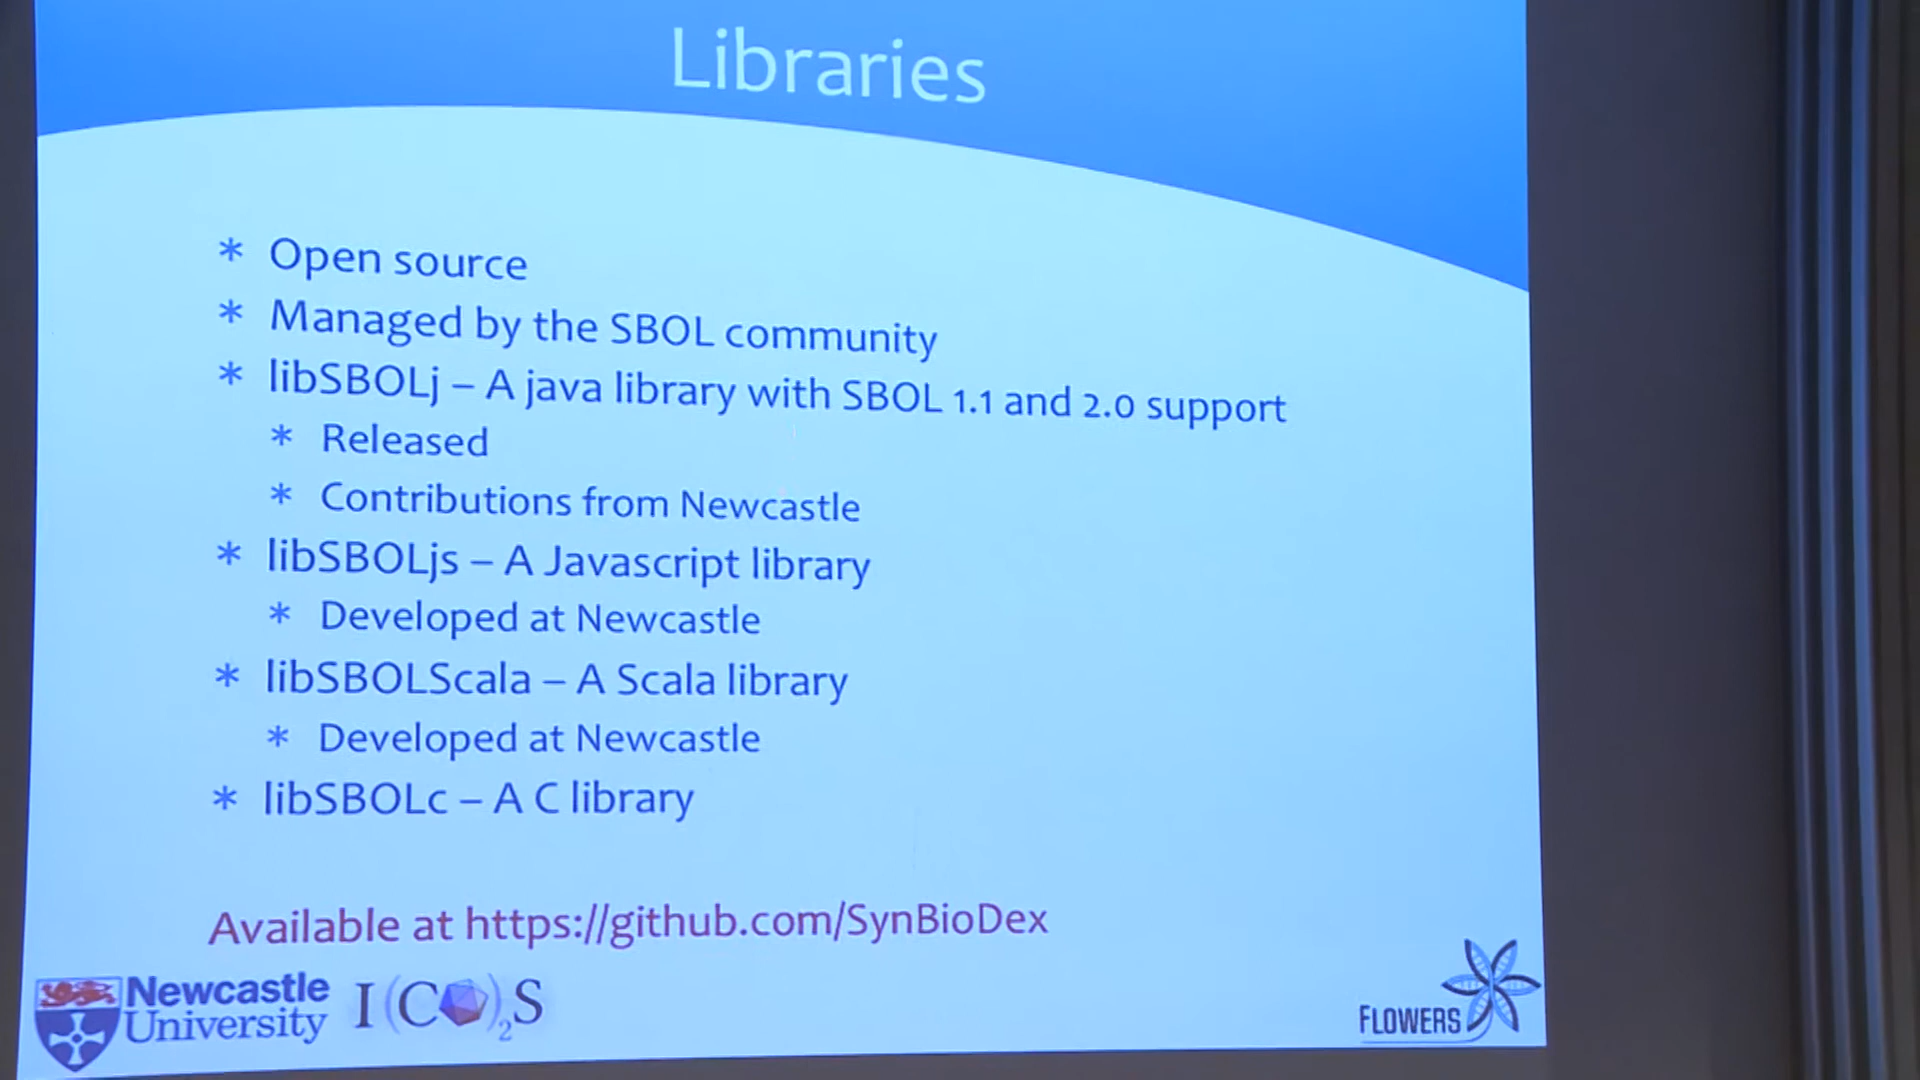 Libraries
* Open source
* Managed by the SBOL community
* libSBOLj – A java library with SBOL 1.1 and 2.0 support
* Released
* Contributions from Newcastle
* libSBOLjs – A Javascript library
* Developed at Newcastle
* libSBOLScala – A Scala library
* Developed at Newcastle
* libSBOLc – A C library
Available at https://github.com/SynBioDex
Newcastle
University
I(CO)₂S
FLOWERS